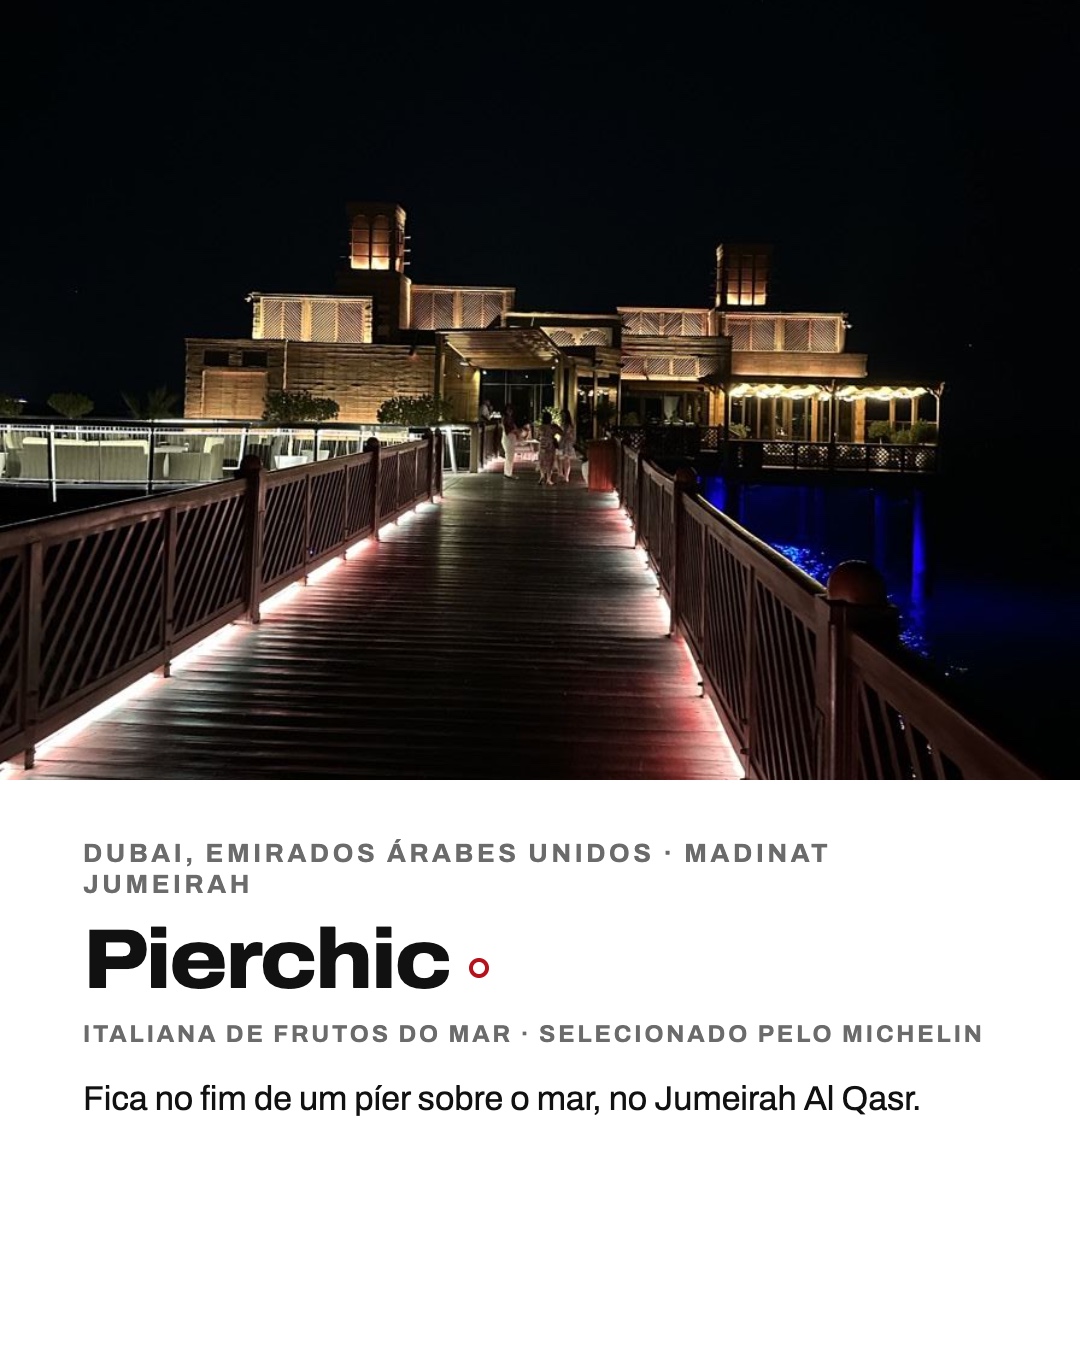 DUBAI, EMIRADOS ÁRABES UNIDOS · MADINAT
JUMEIRAH
Pierchic
ITALIANA DE FRUTOS DO MAR · SELECIONADO PELO MICHELIN
Fica no fim de um píer sobre o mar, no Jumeirah Al Qasr.